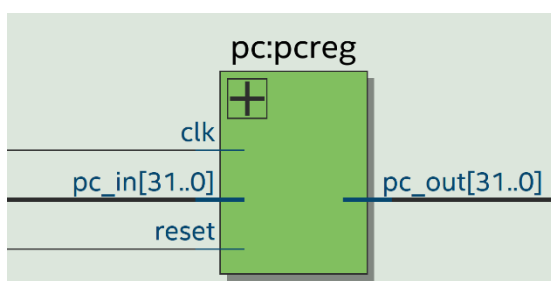 pc:pcreg
clk
pc_in[31..0]
pc_out[31..0]
reset